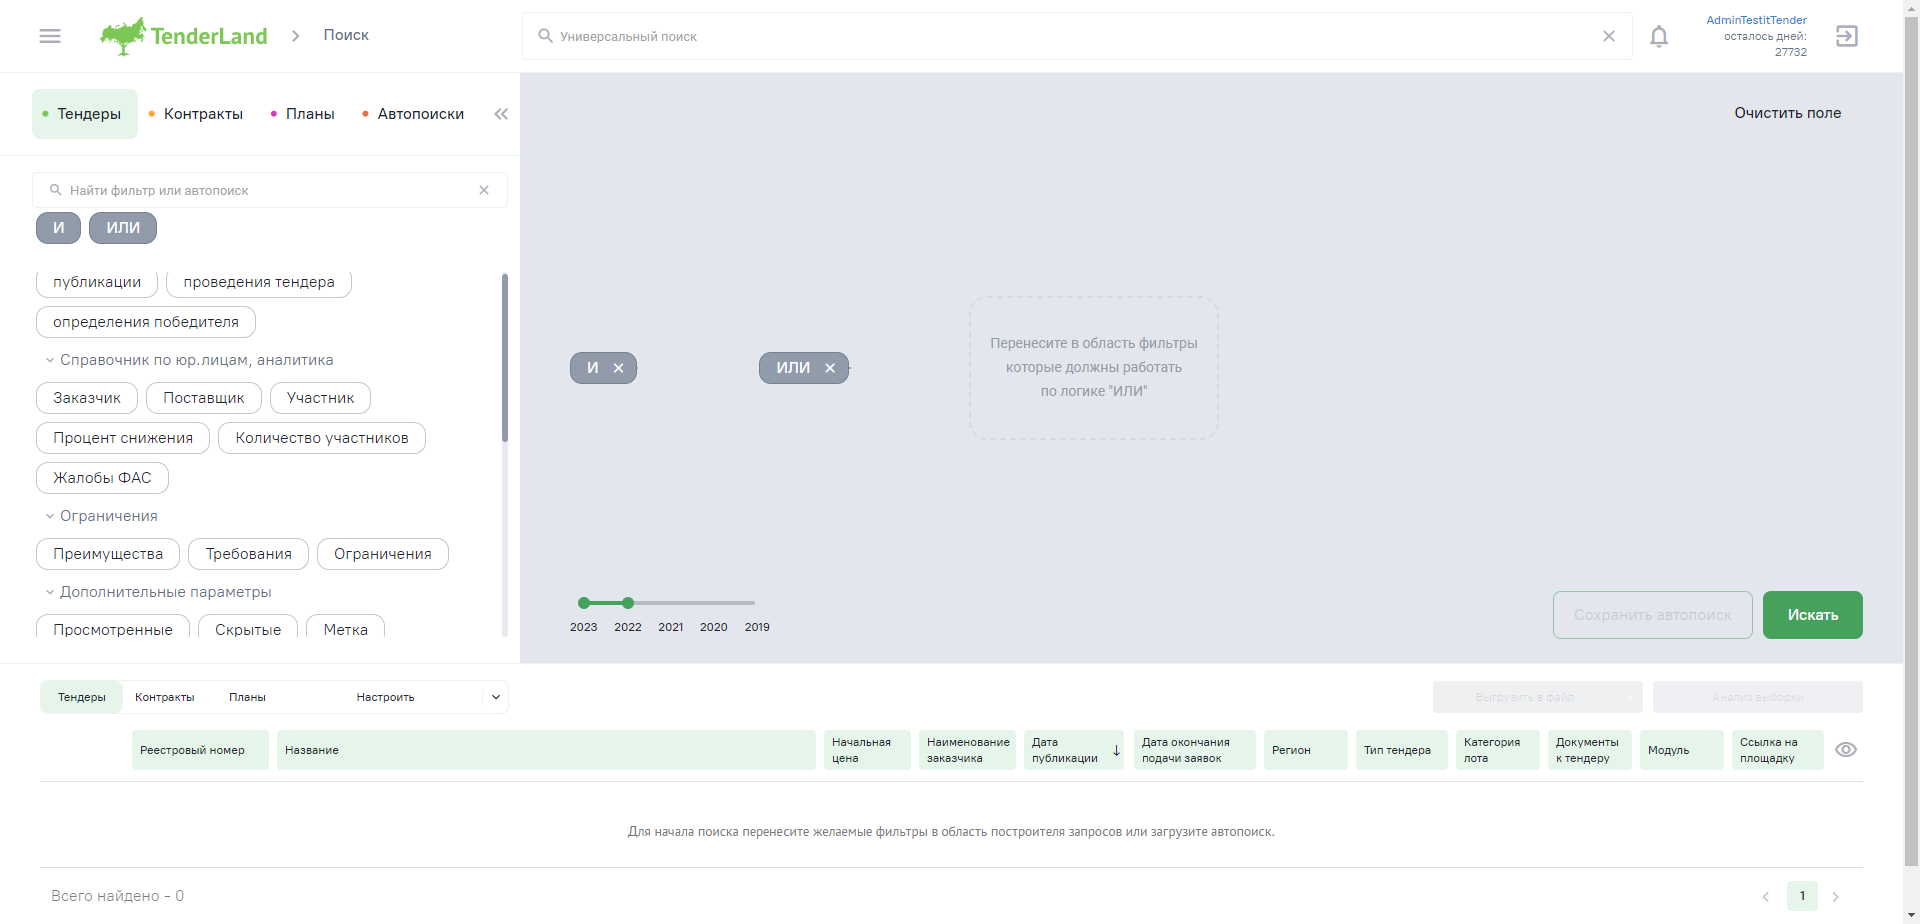 TenderLand
Поиск
Универсальный поиск
AdminTestitTender
осталось дней:
27732
Тендеры
Контракты
Планы
Автопоиски
Очистить поле
Найти фильтр или автопоиск
И
ИЛИ
публикации
проведения тендера
определения победителя
Справочник по юр.лицам, аналитика
Заказчик
Поставщик
Участник
Процент снижения
Количество участников
Жалобы ФАС
Ограничения
Преимущества
Требования
Ограничения
Дополнительные параметры
Просмотренные
Скрытые
Метка
И
ИЛИ
Перенесите в область фильтры
которые должны работать
по логике "ИЛИ"
2023
2022
2021
2020
2019
Сохранить автопоиск
Искать
Тендеры
Контракты
Планы
Настроить
Выгрузить в файл
Анализ выборки
Реестровый номер
Название
Начальная
цена
Наименование
заказчика
Дата
публикации
Дата окончания
подачи заявок
Регион
Тип тендера
Категория
лота
Документы
к тендеру
Модуль
Ссылка на
площадку
Для начала поиска перенесите желаемые фильтры в область построителя запросов или загрузите автопоиск.
Всего найдено - 0
1